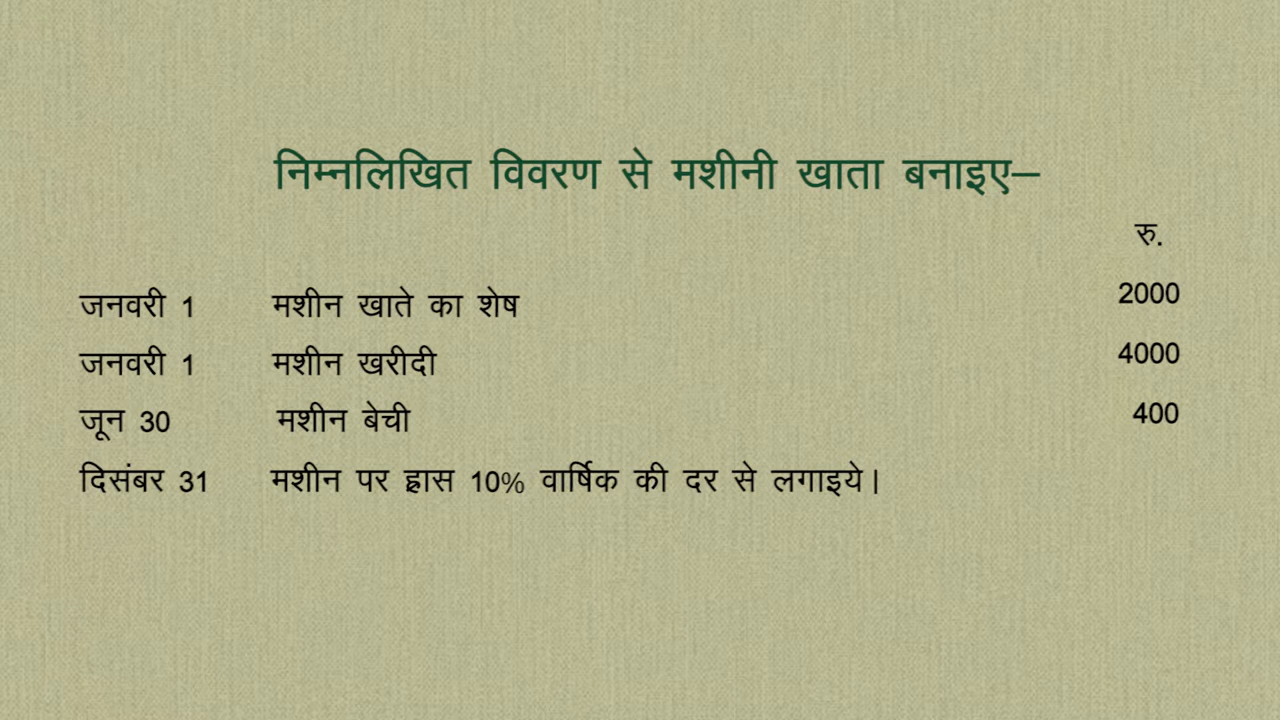 निम्नलिखित विवरण से मशीनी खाता बनाइए–
रु.
जनवरी 1 मशीन खाते का शेष 2000
जनवरी 1 मशीन खरीदी 4000
जून 30 मशीन बेची 400
दिसंबर 31 मशीन पर ह्रास 10% वार्षिक की दर से लगाइये।